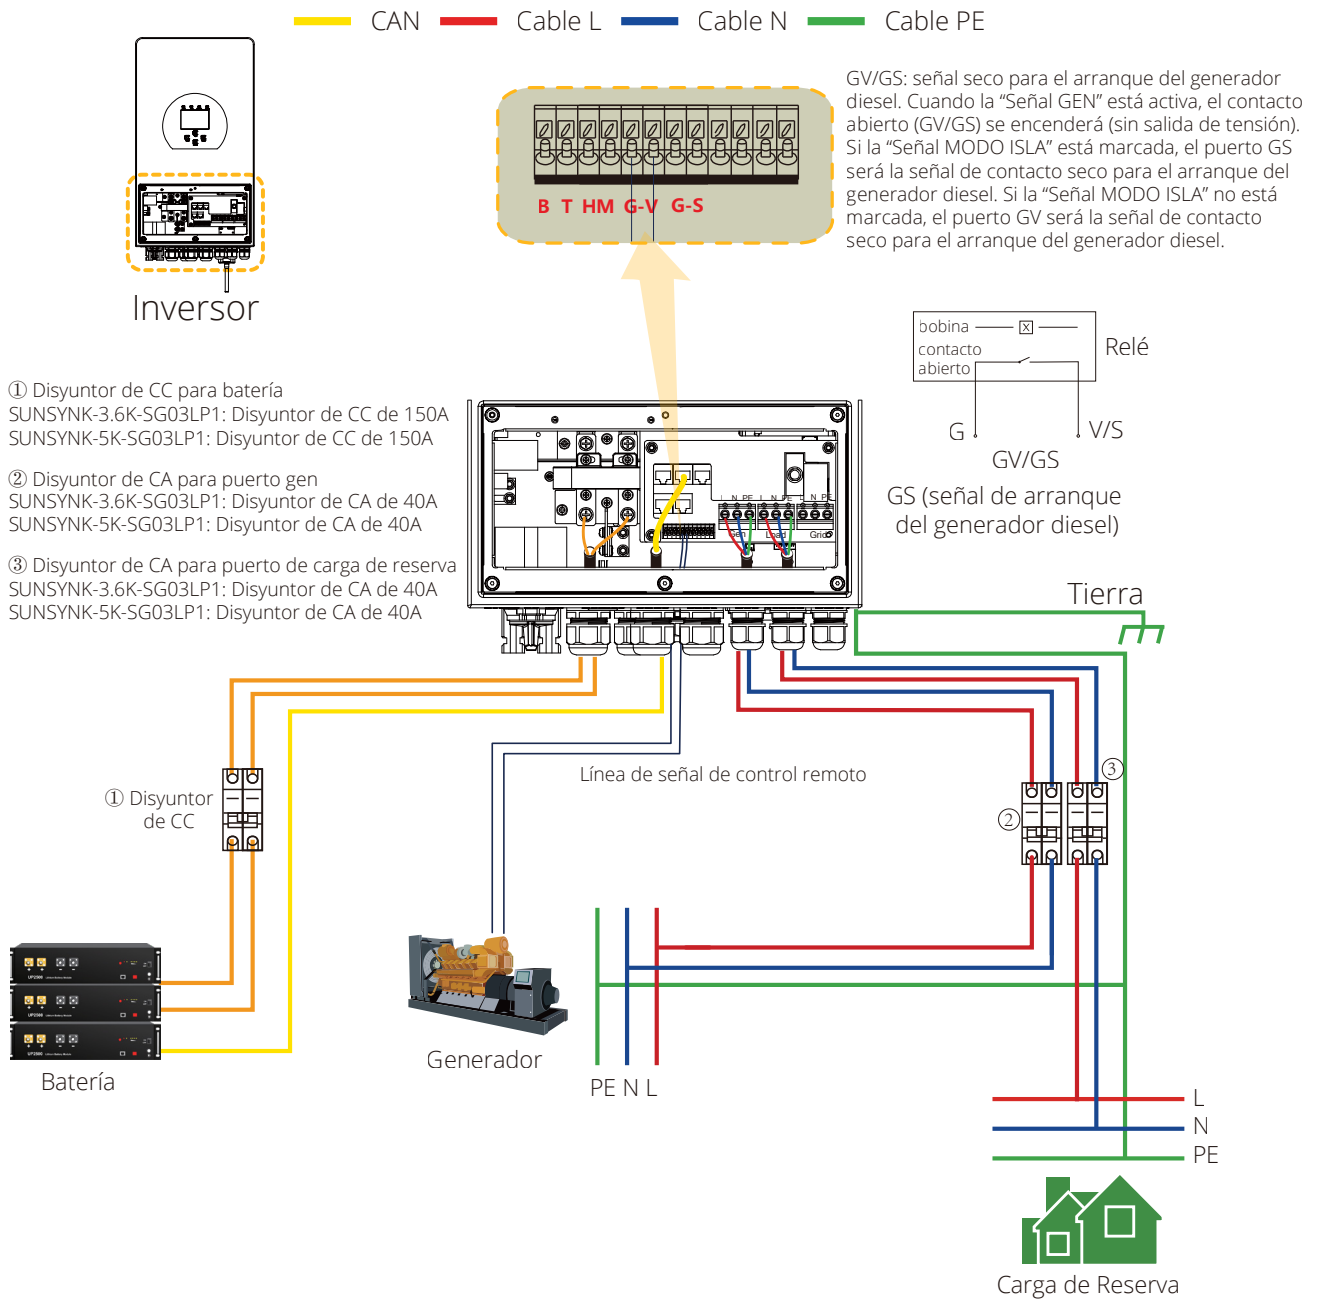 CAN Cable L Cable N Cable PE
GV/GS: señal seco para el arranque del generador
diesel. Cuando la “Señal GEN” está activa, el contacto
abierto (GV/GS) se encenderá (sin salida de tensión).
Si la “Señal MODO ISLA” está marcada, el puerto GS
será la señal de contacto seco para el arranque del
generador diesel. Si la “Señal MODO ISLA” no está
marcada, el puerto GV será la señal de contacto
seco para el arranque del generador diesel.
B T HM G-V G-S
Inversor
bobina
x
contacto
abierto
Relé
G V/S
GV/GS
GS (señal de arranque
del generador diesel)
① Disyuntor de CC para batería
SUNSYNK-3.6K-SG03LP1: Disyuntor de CC de 150A
SUNSYNK-5K-SG03LP1: Disyuntor de CC de 150A
② Disyuntor de CA para puerto gen
SUNSYNK-3.6K-SG03LP1: Disyuntor de CA de 40A
SUNSYNK-5K-SG03LP1: Disyuntor de CA de 40A
③ Disyuntor de CA para puerto de carga de reserva
SUNSYNK-3.6K-SG03LP1: Disyuntor de CA de 40A
SUNSYNK-5K-SG03LP1: Disyuntor de CA de 40A
L N PE L N PE L N PE
Gen Load Grid
Tierra
Línea de señal de control remoto
① Disyuntor
de CC
②
③
UP2500
UP2500
UP2500
Batería
Generador
PE N L
L
N
PE
Carga de Reserva